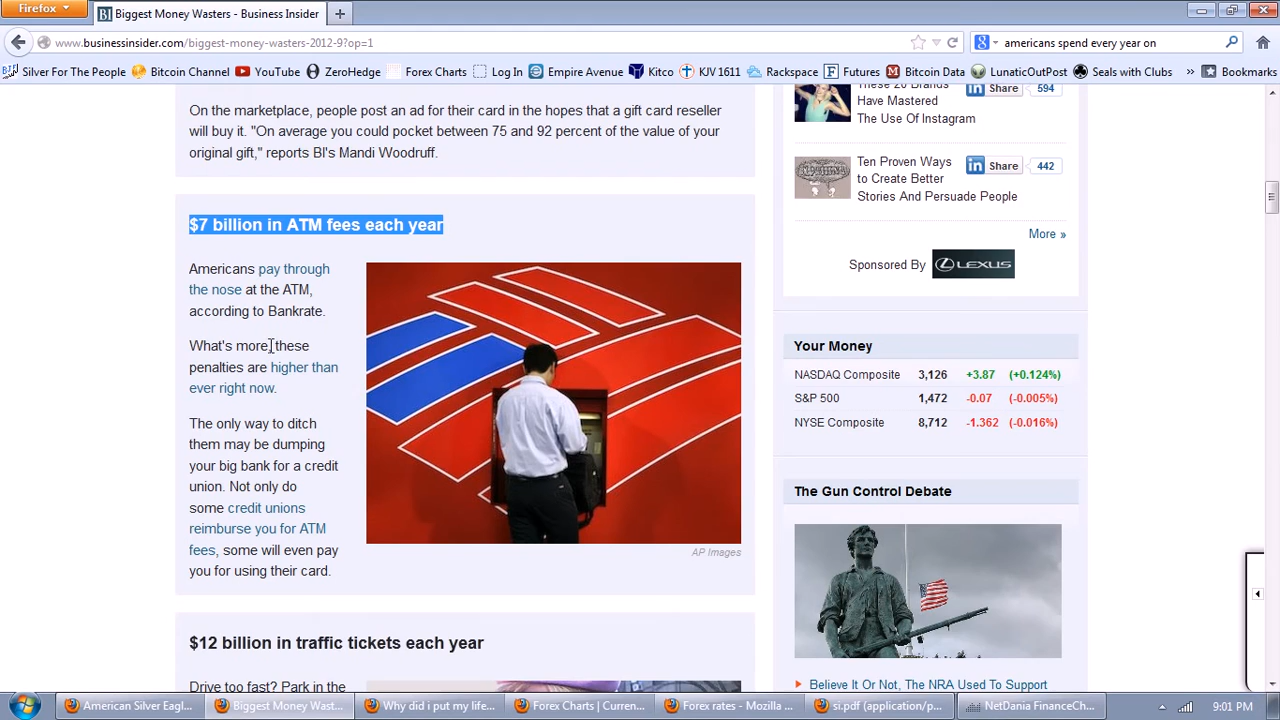 Firefox
Biggest Money Wasters - Business Insider
www.businessinsider.com/biggest-money-wasters-2012-9?op=1
americans spend every year on
Silver For The People
Bitcoin Channel
YouTube
ZeroHedge
Forex Charts
Log In
Empire Avenue
Kitco
KJV 1611
Rackspace
Futures
Bitcoin Data
LunaticOutPost
Seals with Clubs
»
Bookmarks
On the marketplace, people post an ad for their card in the hopes that a gift card reseller
will buy it. "On average you could pocket between 75 and 92 percent of the value of your
original gift," reports BI's Mandi Woodruff.
$7 billion in ATM fees each year
Americans pay through
the nose at the ATM,
according to Bankrate.
What's more, these
penalties are higher than
ever right now.
The only way to ditch
them may be dumping
your big bank for a credit
union. Not only do
some credit unions
reimburse you for ATM
fees, some will even pay
you for using their card.
AP Images
$12 billion in traffic tickets each year
Drive too fast? Park in the
These 20 Brands
Have Mastered
The Use Of Instagram
Share 594
Ten Proven Ways
to Create Better
Stories And Persuade People
Share 442
More »
Sponsored By LEXUS
Your Money
NASDAQ Composite 3,126 +3.87 (+0.124%)
S&P 500 1,472 -0.07 (-0.005%)
NYSE Composite 8,712 -1.362 (-0.016%)
The Gun Control Debate
Believe It Or Not, The NRA Used To Support
American Silver Eagl...
Biggest Money Waste...
Why did i put my life...
Forex Charts | Curren...
Forex rates - Mozilla ...
si.pdf (application/p...
NetDania FinanceCh...
9:01 PM